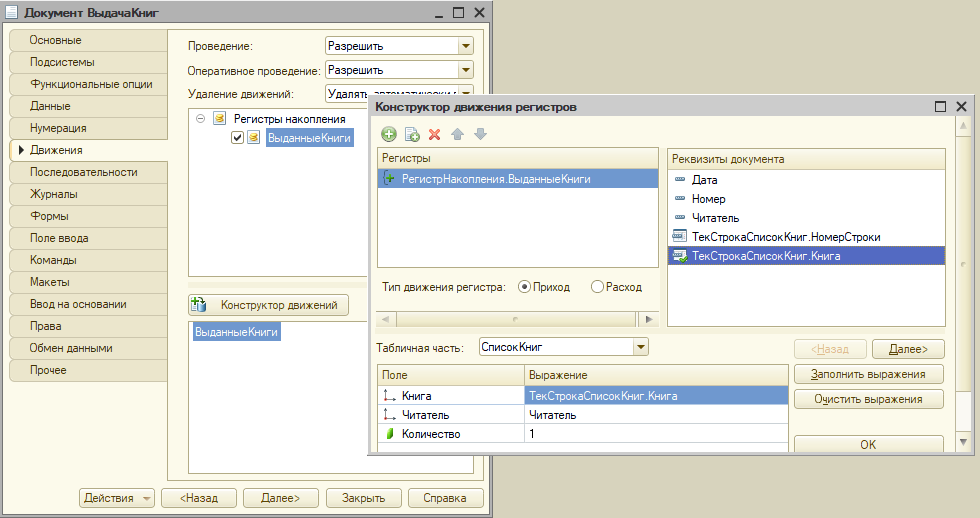 Документ ВыдачаКниг
Основные
Подсистемы
Функциональные опции
Данные
Нумерация
Движения
Последовательности
Журналы
Формы
Поле ввода
Команды
Макеты
Ввод на основании
Права
Обмен данными
Прочее
Проведение: Разрешить
Оперативное проведение: Разрешить
Удаление движений: Удалять автоматически
Регистры накопления
ВыданныеКниги
Конструктор движений
ВыданныеКниги
Действия <Назад Далее> Закрыть Справка
Конструктор движения регистров
Регистры
РегистрНакопления.ВыданныеКниги
Реквизиты документа
Дата
Номер
Читатель
ТекСтрокаСписокКниг.НомерСтроки
ТекСтрокаСписокКниг.Книга
Тип движения регистра: Приход Расход
Табличная часть: СписокКниг
<Назад Далее>
Заполнить выражения
Очистить выражения
Поле Выражение
Книга ТекСтрокаСписокКниг.Книга
Читатель Читатель
Количество 1
OK